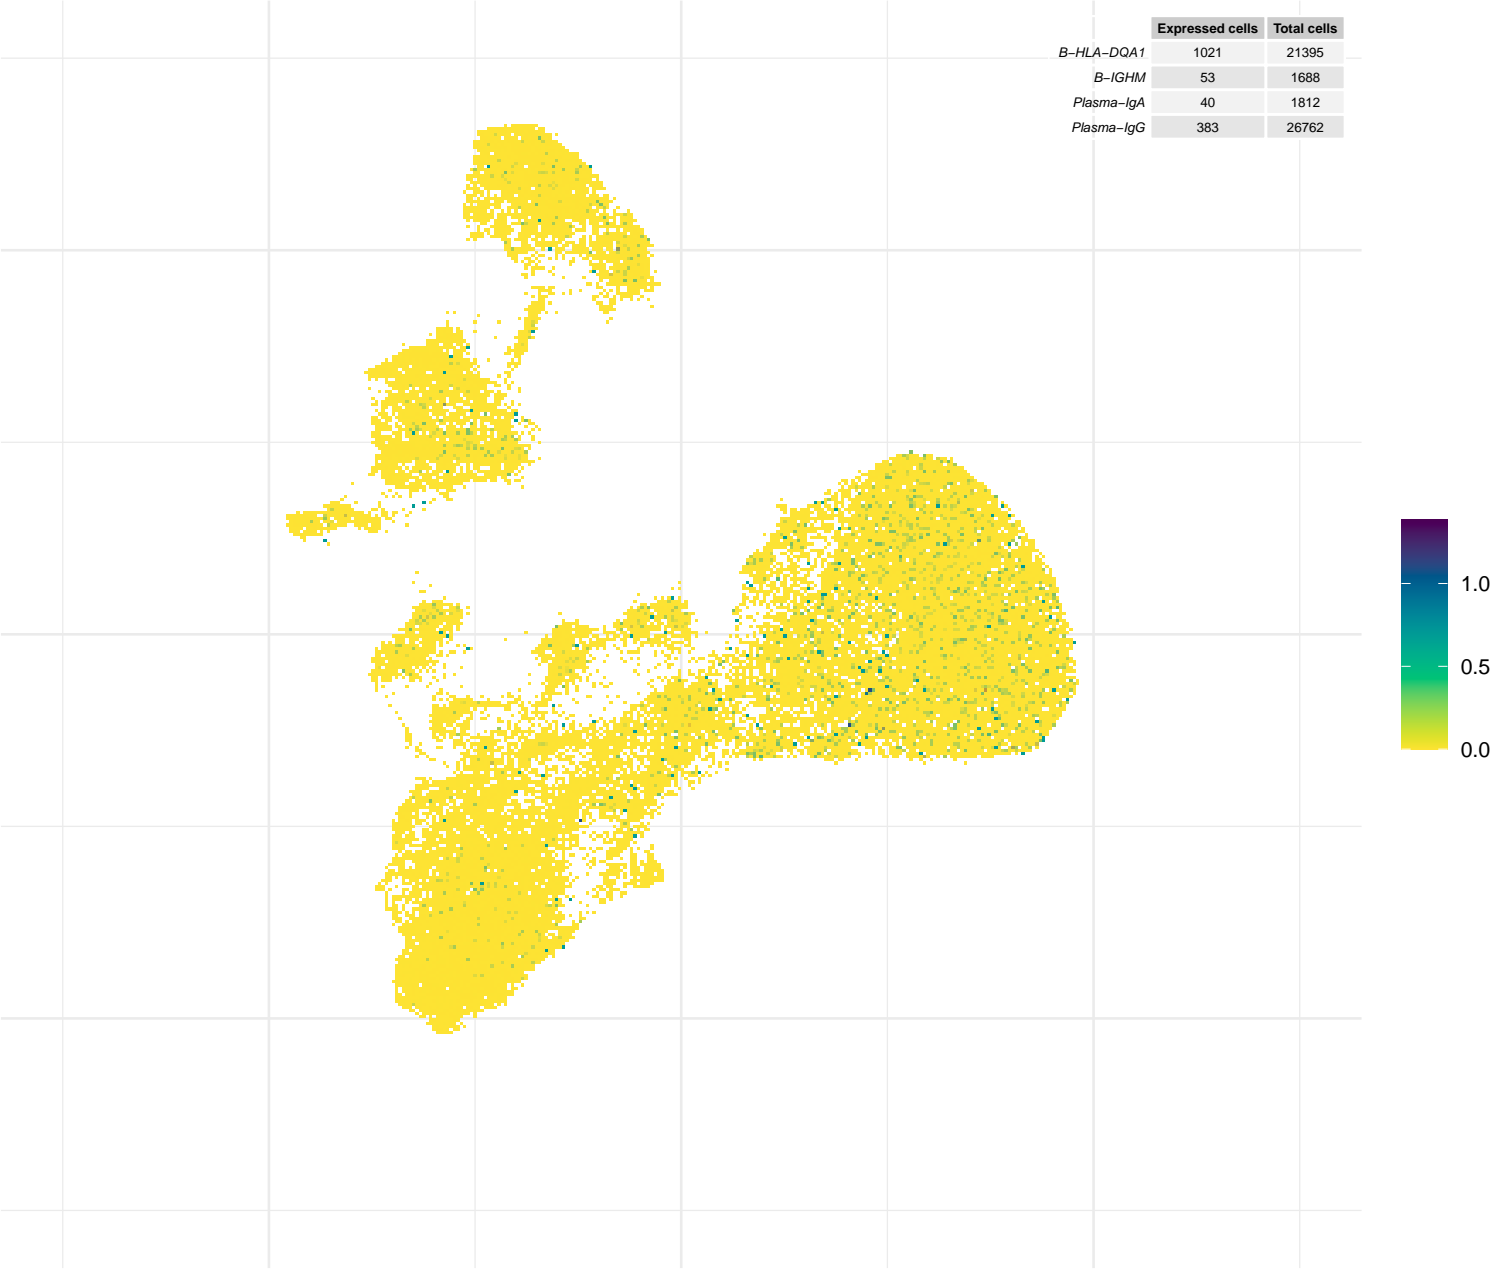 Expressed cells Total cells
B−HLA−DQA1 1021 21395
B−IGHM 53 1688
Plasma−IgA 40 1812
Plasma−IgG 383 26762
1.0
0.5
0.0